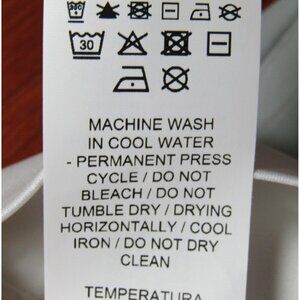 30
MACHINE WASH
IN COOL WATER
- PERMANENT PRESS
CYCLE / DO NOT
BLEACH / DO NOT
TUMBLE DRY / DRYING
HORIZONTALLY / COOL
IRON / DO NOT DRY
CLEAN
TEMPERATURA